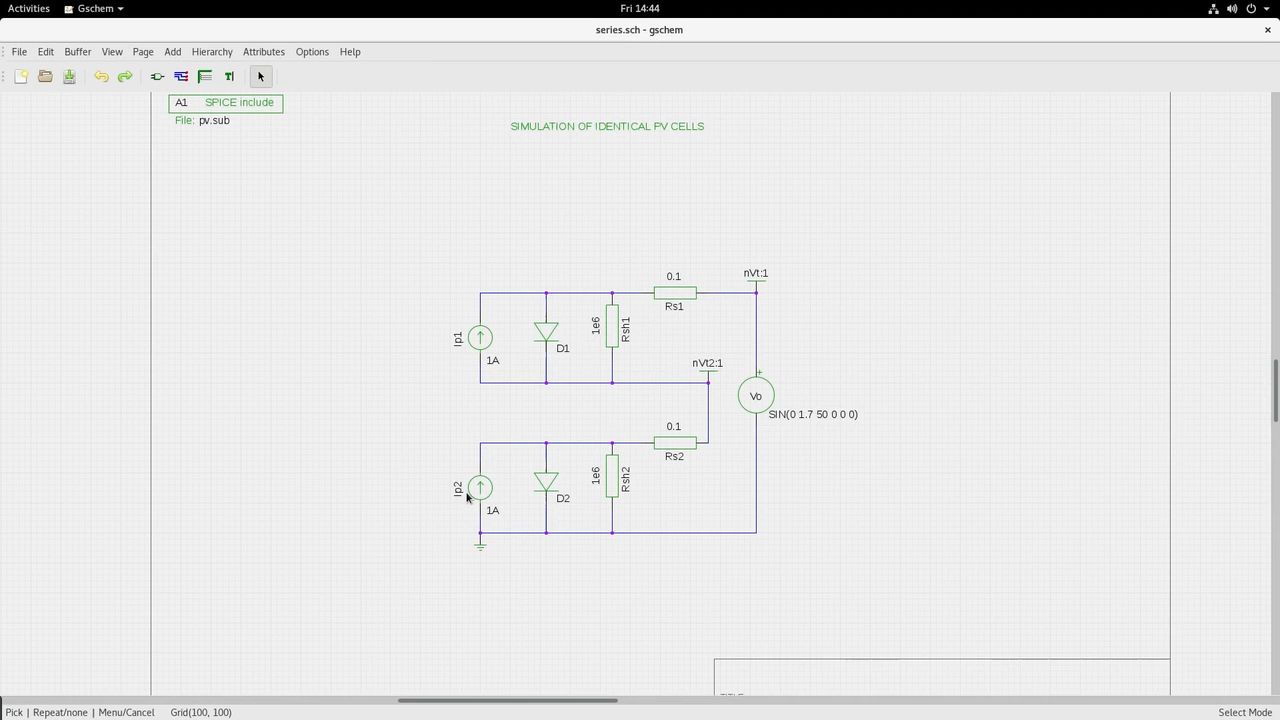 Activities Gschem Fri 14:44
series.sch - gschem ×
File Edit Buffer View Page Add Hierarchy Attributes Options Help
A1 SPICE include
File: pv.sub
SIMULATION OF IDENTICAL PV CELLS
nVt:1
0.1
Rs1
Ip1
1A
D1
1e6
Rsh1
nVt2:1
Vo
SIN(0 1.7 50 0 0 0)
0.1
Rs2
Ip2
1A
D2
1e6
Rsh2
Pick | Repeat/none | Menu/Cancel Grid(100, 100) Select Mode